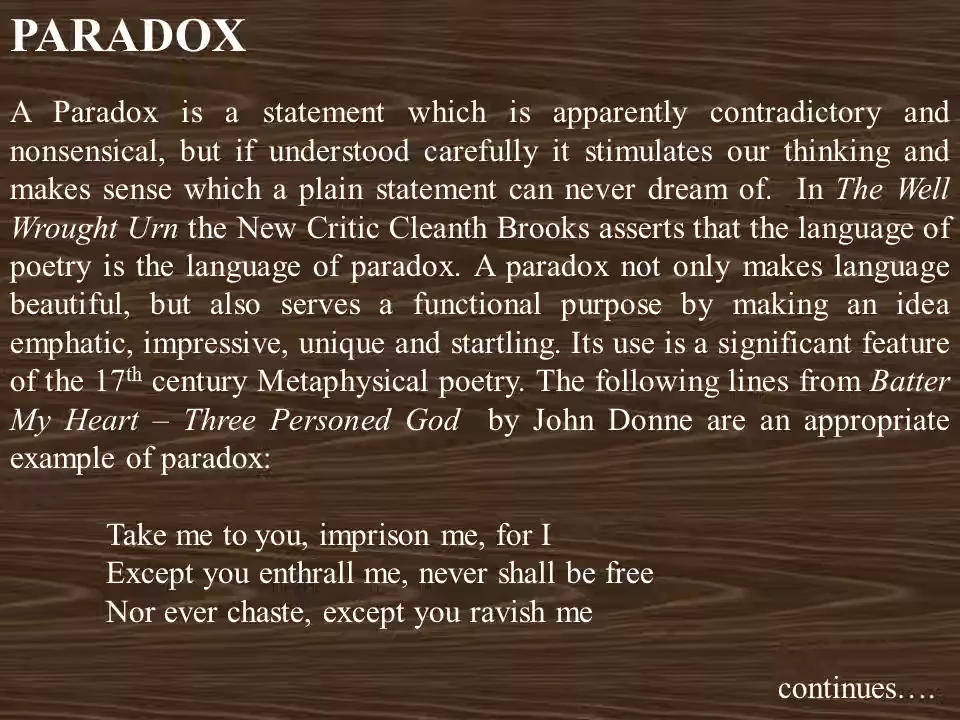 PARADOX
A Paradox is a statement which is apparently contradictory and
nonsensical, but if understood carefully it stimulates our thinking and
makes sense which a plain statement can never dream of. In The Well
Wrought Urn the New Critic Cleanth Brooks asserts that the language of
poetry is the language of paradox. A paradox not only makes language
beautiful, but also serves a functional purpose by making an idea
emphatic, impressive, unique and startling. Its use is a significant feature
of the 17th century Metaphysical poetry. The following lines from Batter
My Heart – Three Personed God by John Donne are an appropriate
example of paradox:
Take me to you, imprison me, for I
Except you enthrall me, never shall be free
Nor ever chaste, except you ravish me
continues….